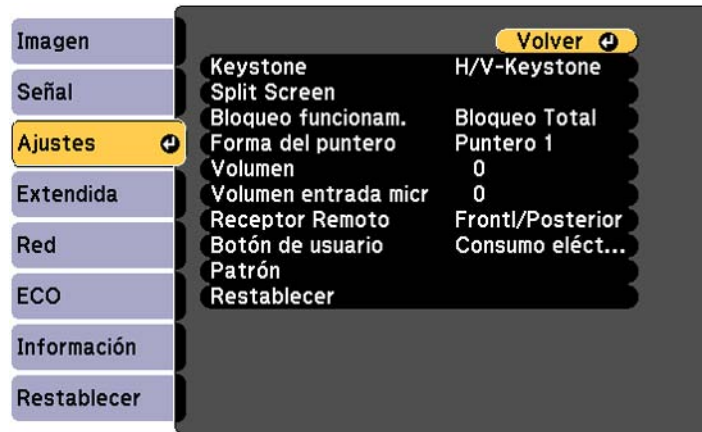 Imagen
Señal
Ajustes
Extendida
Red
ECO
Información
Restablecer
Volver
Keystone H/V-Keystone
Split Screen
Bloqueo funcionam. Bloqueo Total
Forma del puntero Puntero 1
Volumen 0
Volumen entrada micr 0
Receptor Remoto Frontl/Posterior
Botón de usuario Consumo eléct...
Patrón
Restablecer